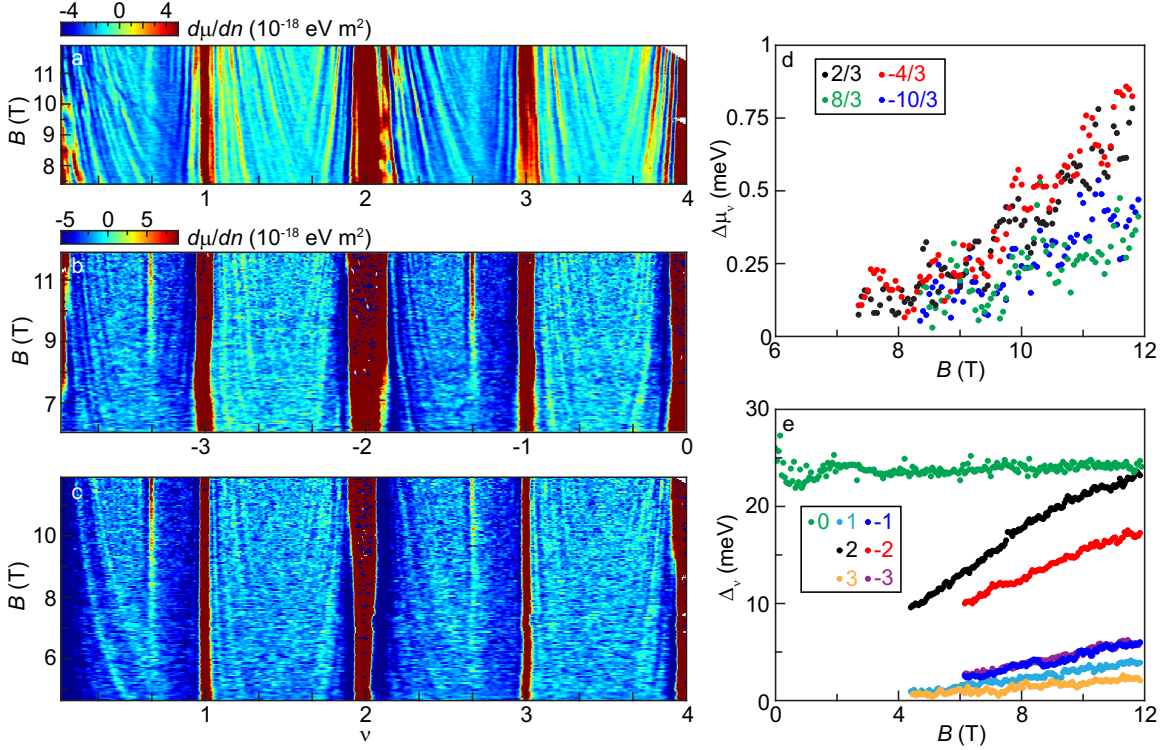 -4 0 4 dμ/dn (10⁻¹⁸ eV m²)
a
B (T)
11
10
9
8
1 2 3 4
-5 0 5 dμ/dn (10⁻¹⁸ eV m²)
b
B (T)
11
9
7
-3 -2 -1 0
c
B (T)
10
8
6
1 2 3 4
ν
d
1
0.75
0.5
0.25
0
Δμν (meV)
2/3 -4/3
8/3 -10/3
6 8 10 12
B (T)
e
30
20
10
0
Δν (meV)
0 1 -1
2 -2
3 -3
0 4 8 12
B (T)